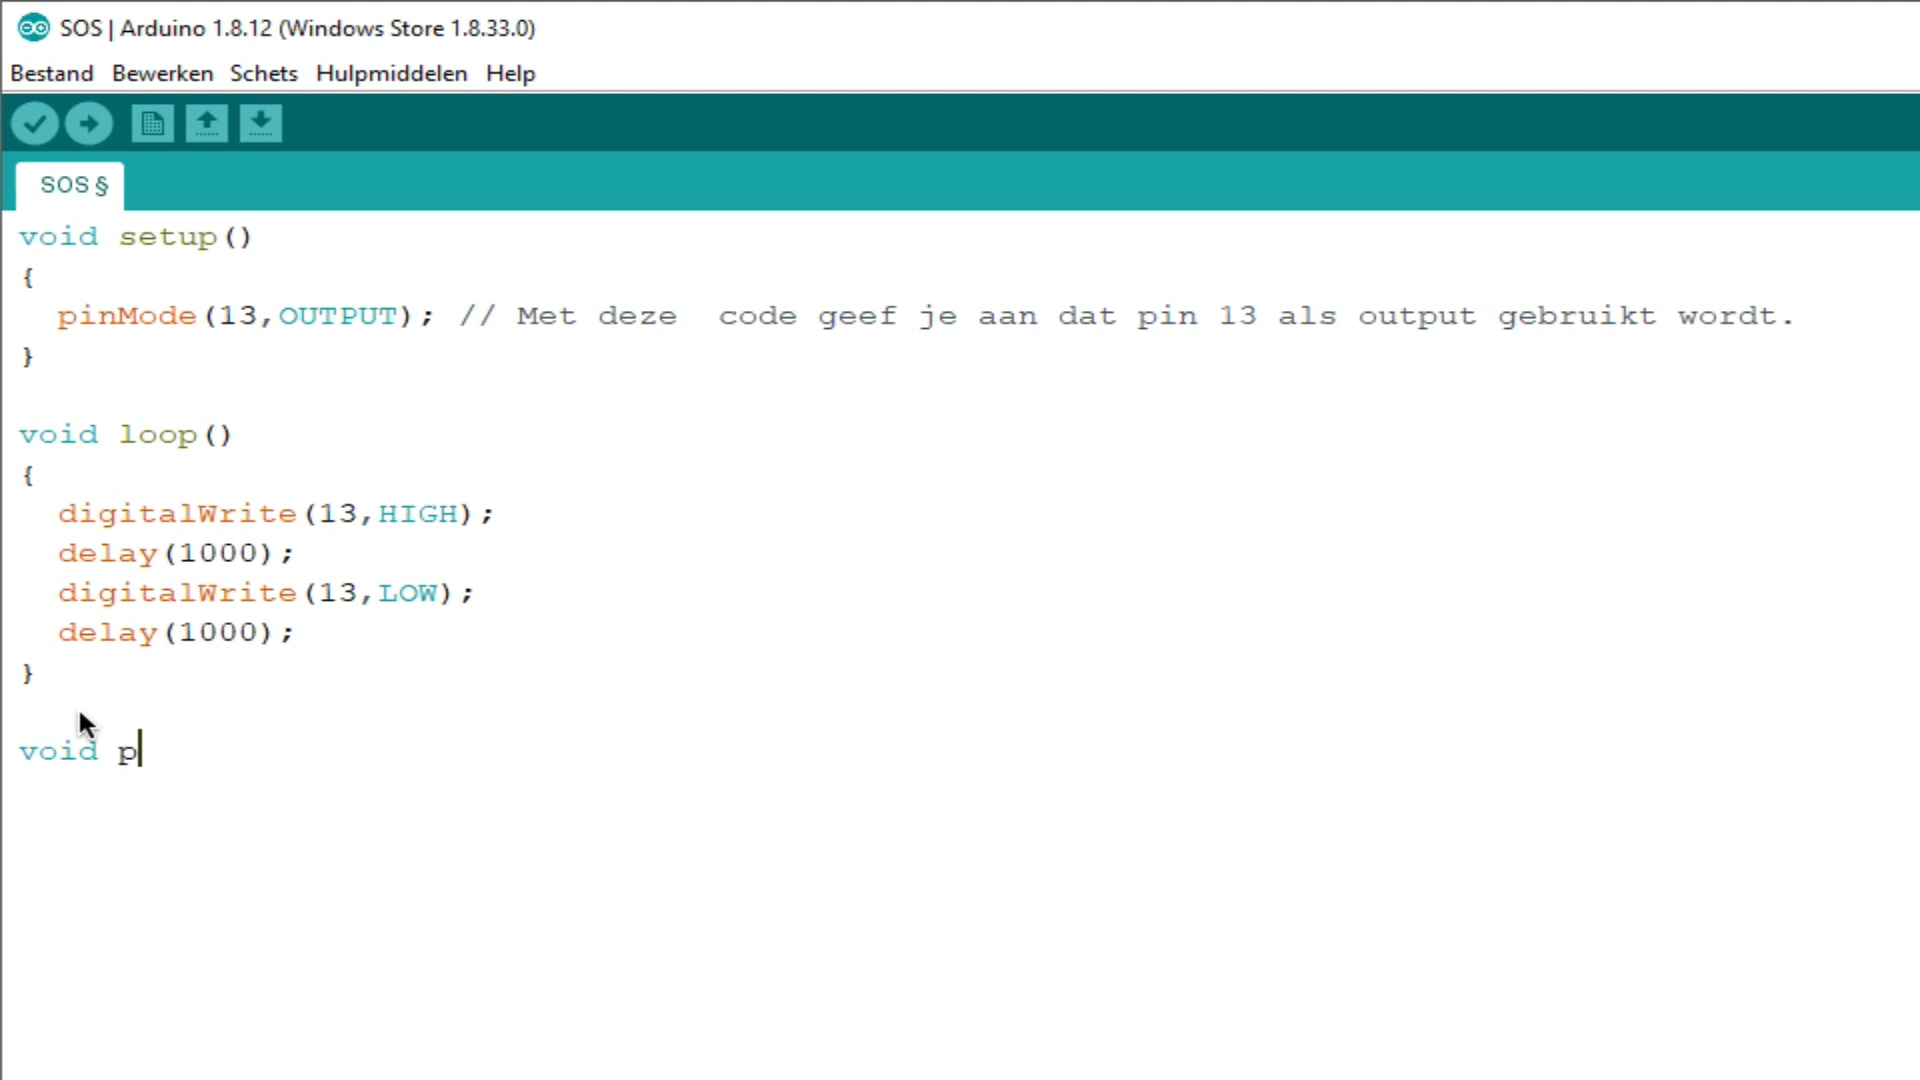 SOS | Arduino 1.8.12 (Windows Store 1.8.33.0)
Bestand Bewerken Schets Hulpmiddelen Help
SOS §
void setup()
{
  pinMode(13,OUTPUT); // Met deze  code geef je aan dat pin 13 als output gebruikt wordt.
}

void loop()
{
  digitalWrite(13,HIGH);
  delay(1000);
  digitalWrite(13,LOW);
  delay(1000);
}

void p